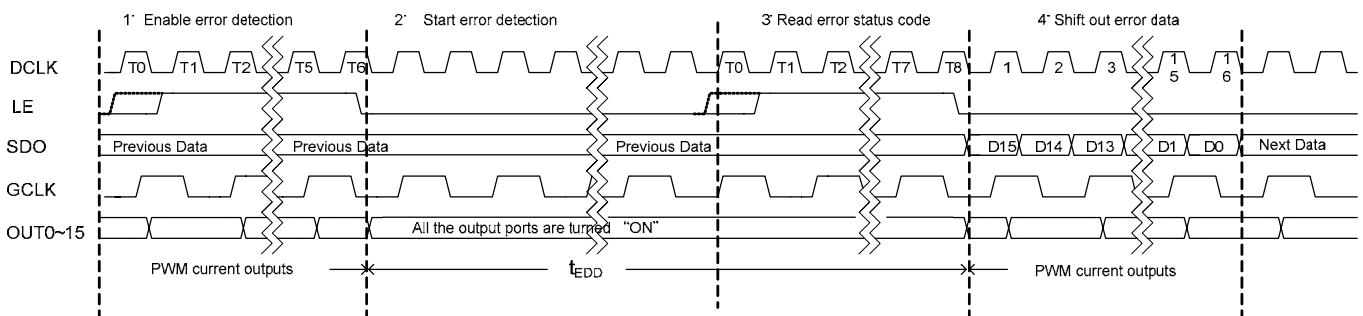 1. Enable error detection
2. Start error detection
3. Read error status code
4. Shift out error data
DCLK T0 T1 T2 T5 T6 T0 T1 T2 T7 T8 1 2 3 15 16
LE
SDO Previous Data Previous Data Previous Data D15 D14 D13 D1 D0 Next Data
GCLK
OUT0~15 All the output ports are turned "ON"
PWM current outputs tEDD PWM current outputs